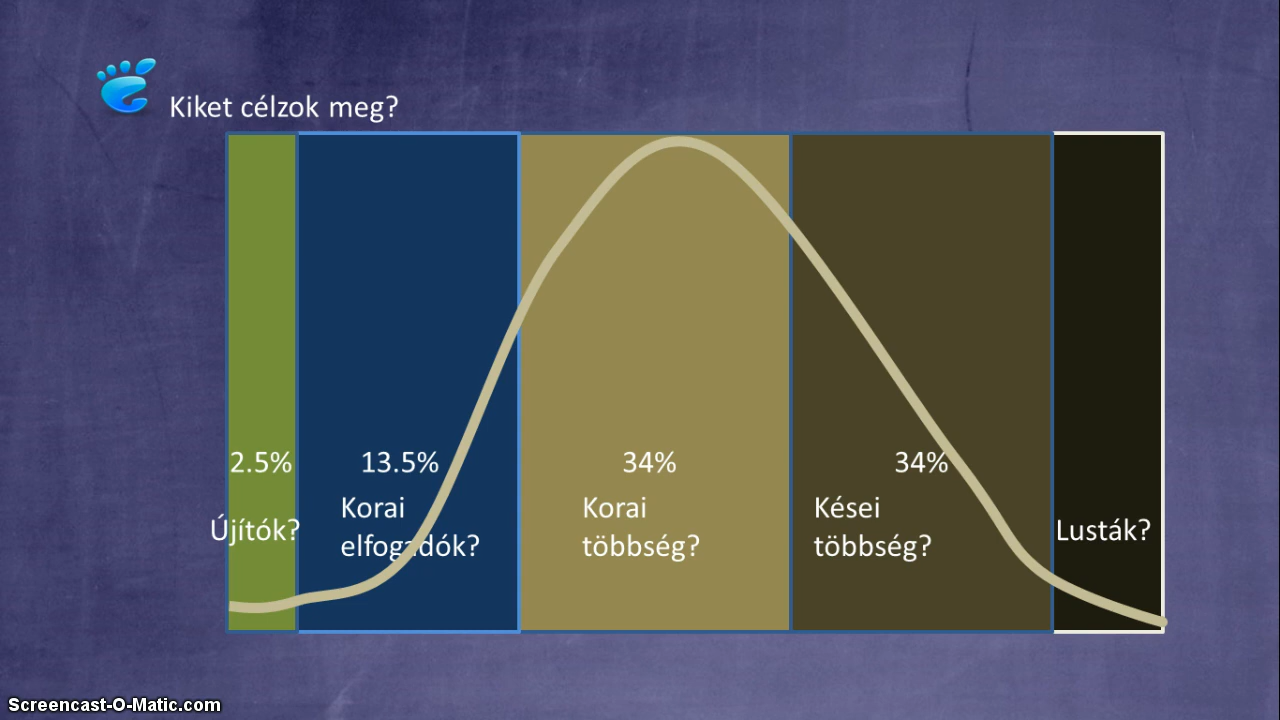 Kiket célzok meg?
2.5%
13.5%
34%
34%
Újítók?
Korai
elfogadók?
Korai
többség?
Kései
többség?
Lusták?
Screencast-O-Matic.com